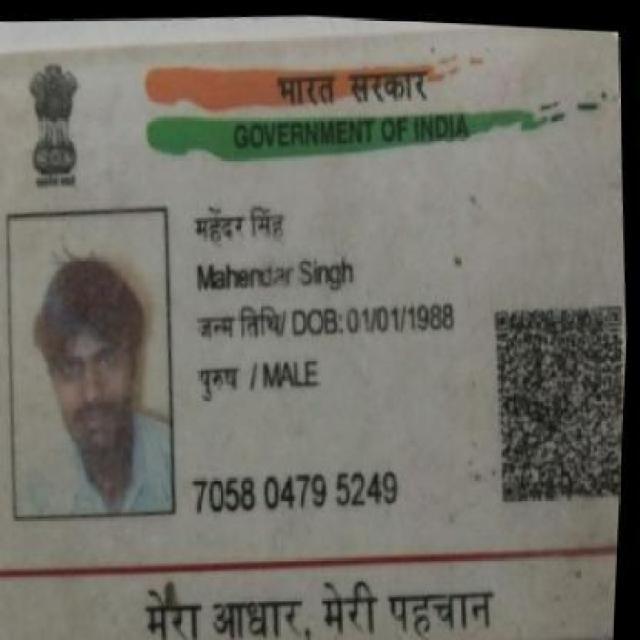 भारत सरकार
GOVERNMENT OF INDIA
महेंदर सिंह
Mahendar Singh
जन्म तिथि/ DOB: 01/01/1988
पुरुष / MALE
7058 0479 5249
मेरा आधार, मेरी पहचान